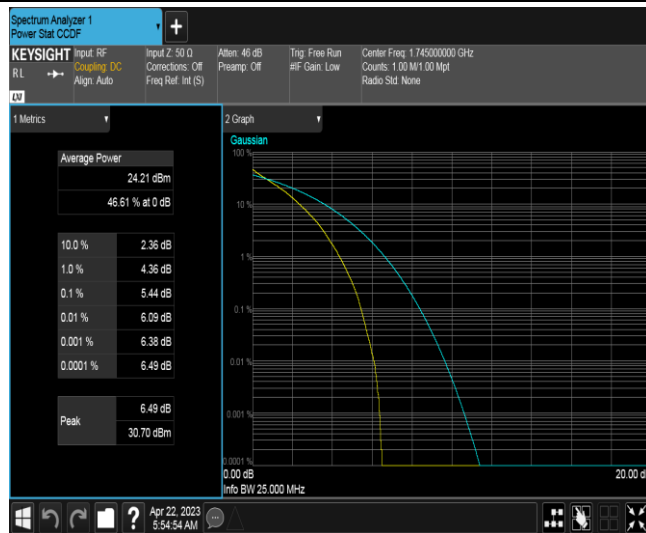 Spectrum Analyzer 1
Power Stat CCDF
+
KEYSIGHT
RL
Input: RF
Coupling: DC
Align: Auto
Input Z: 50 Ω
Corrections: Off
Freq Ref: Int (S)
Atten: 46 dB
Preamp: Off
Trig: Free Run
#IF Gain: Low
Center Freq: 1.745000000 GHz
Counts: 1.00 M/1.00 Mpt
Radio Std: None
1 Metrics
Average Power
24.21 dBm
46.61 % at 0 dB
10.0 % 2.36 dB
1.0 % 4.36 dB
0.1 % 5.44 dB
0.01 % 6.09 dB
0.001 % 6.38 dB
0.0001 % 6.49 dB
Peak
6.49 dB
30.70 dBm
2 Graph
Gaussian
100 %
10 %
1 %
0.1 %
0.01 %
0.001 %
0.0001 %
0.00 dB
20.00 d
Info BW 25.000 MHz
?
Apr 22, 2023
5:54:54 AM